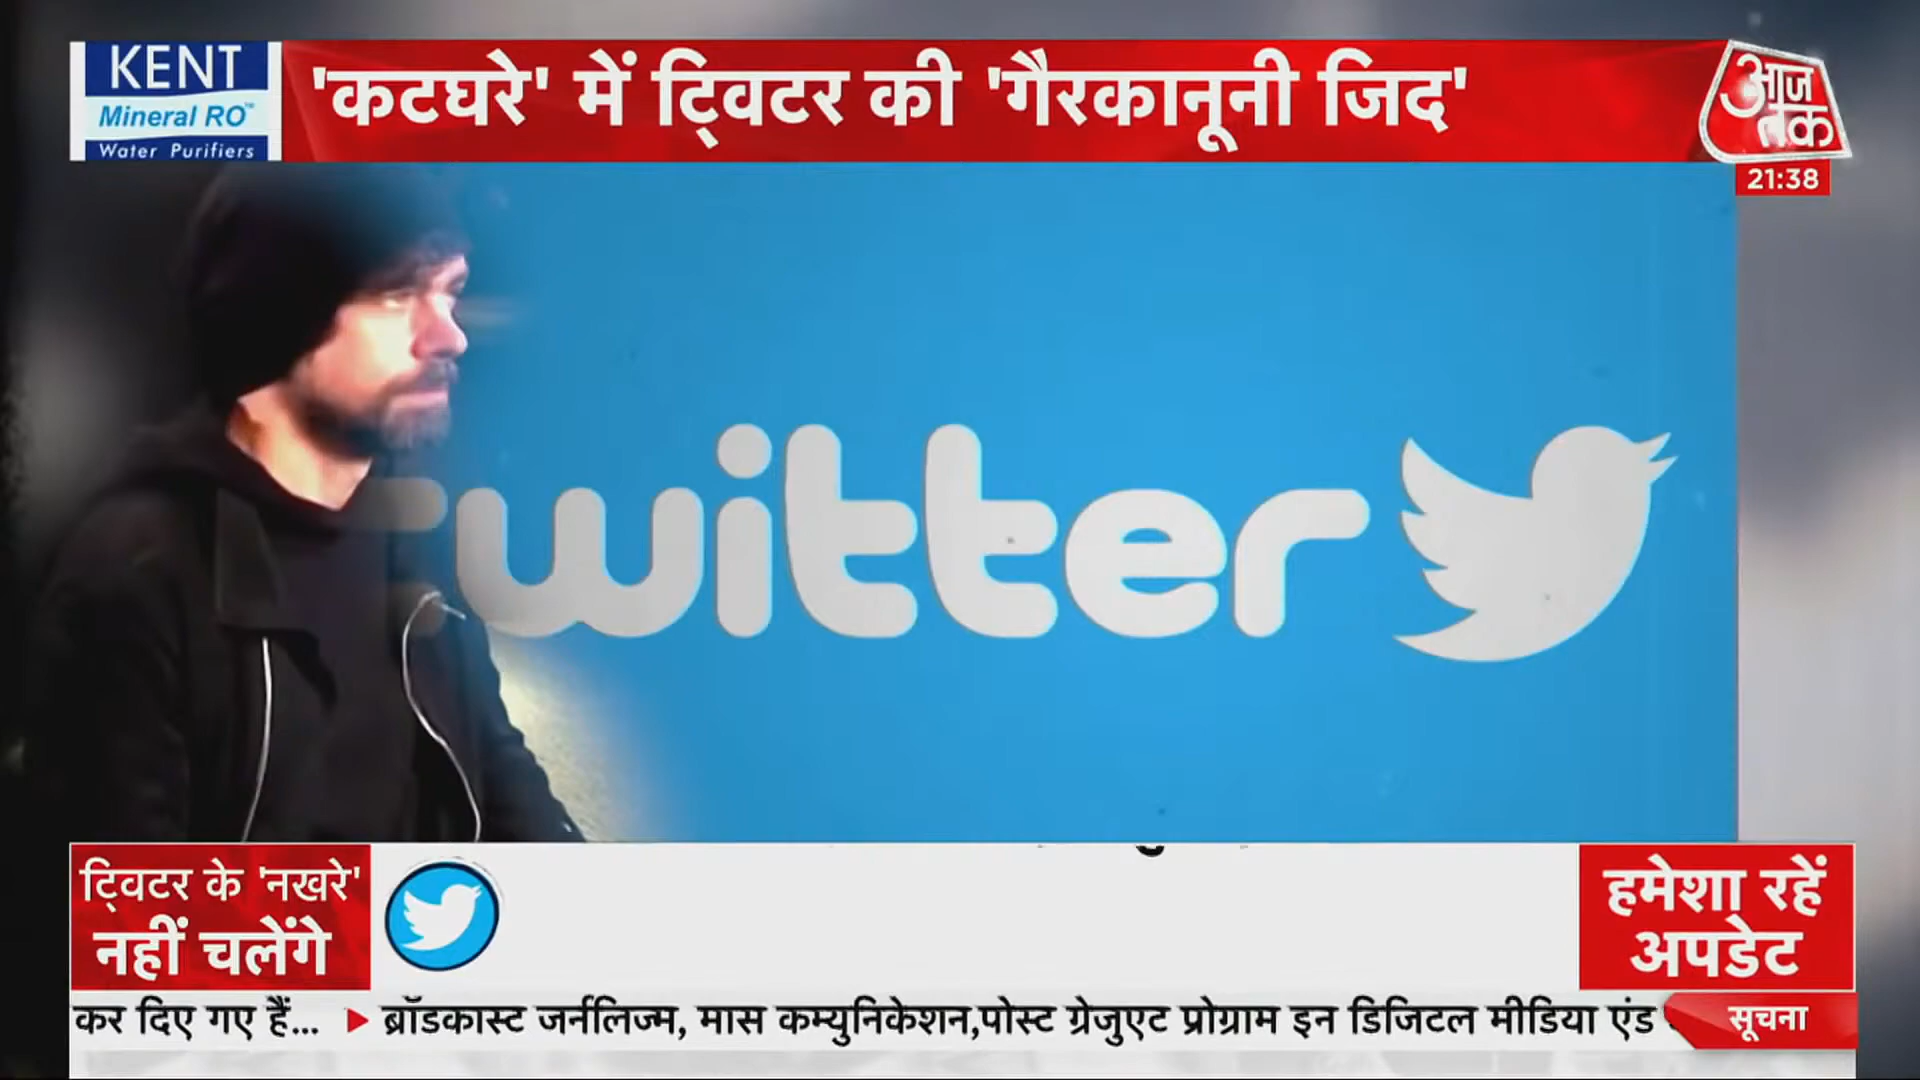 KENT
Mineral RO™
Water Purifiers
'कटघरे' में ट्विटर की 'गैरकानूनी जिद'
आज
तक
21:38
twitter
ट्विटर के 'नखरे'
नहीं चलेंगे
हमेशा रहें
अपडेट
कर दिए गए हैं... ▶ ब्रॉडकास्ट जर्नलिज्म, मास कम्युनिकेशन,पोस्ट ग्रेजुएट प्रोग्राम इन डिजिटल मीडिया एंड
सूचना